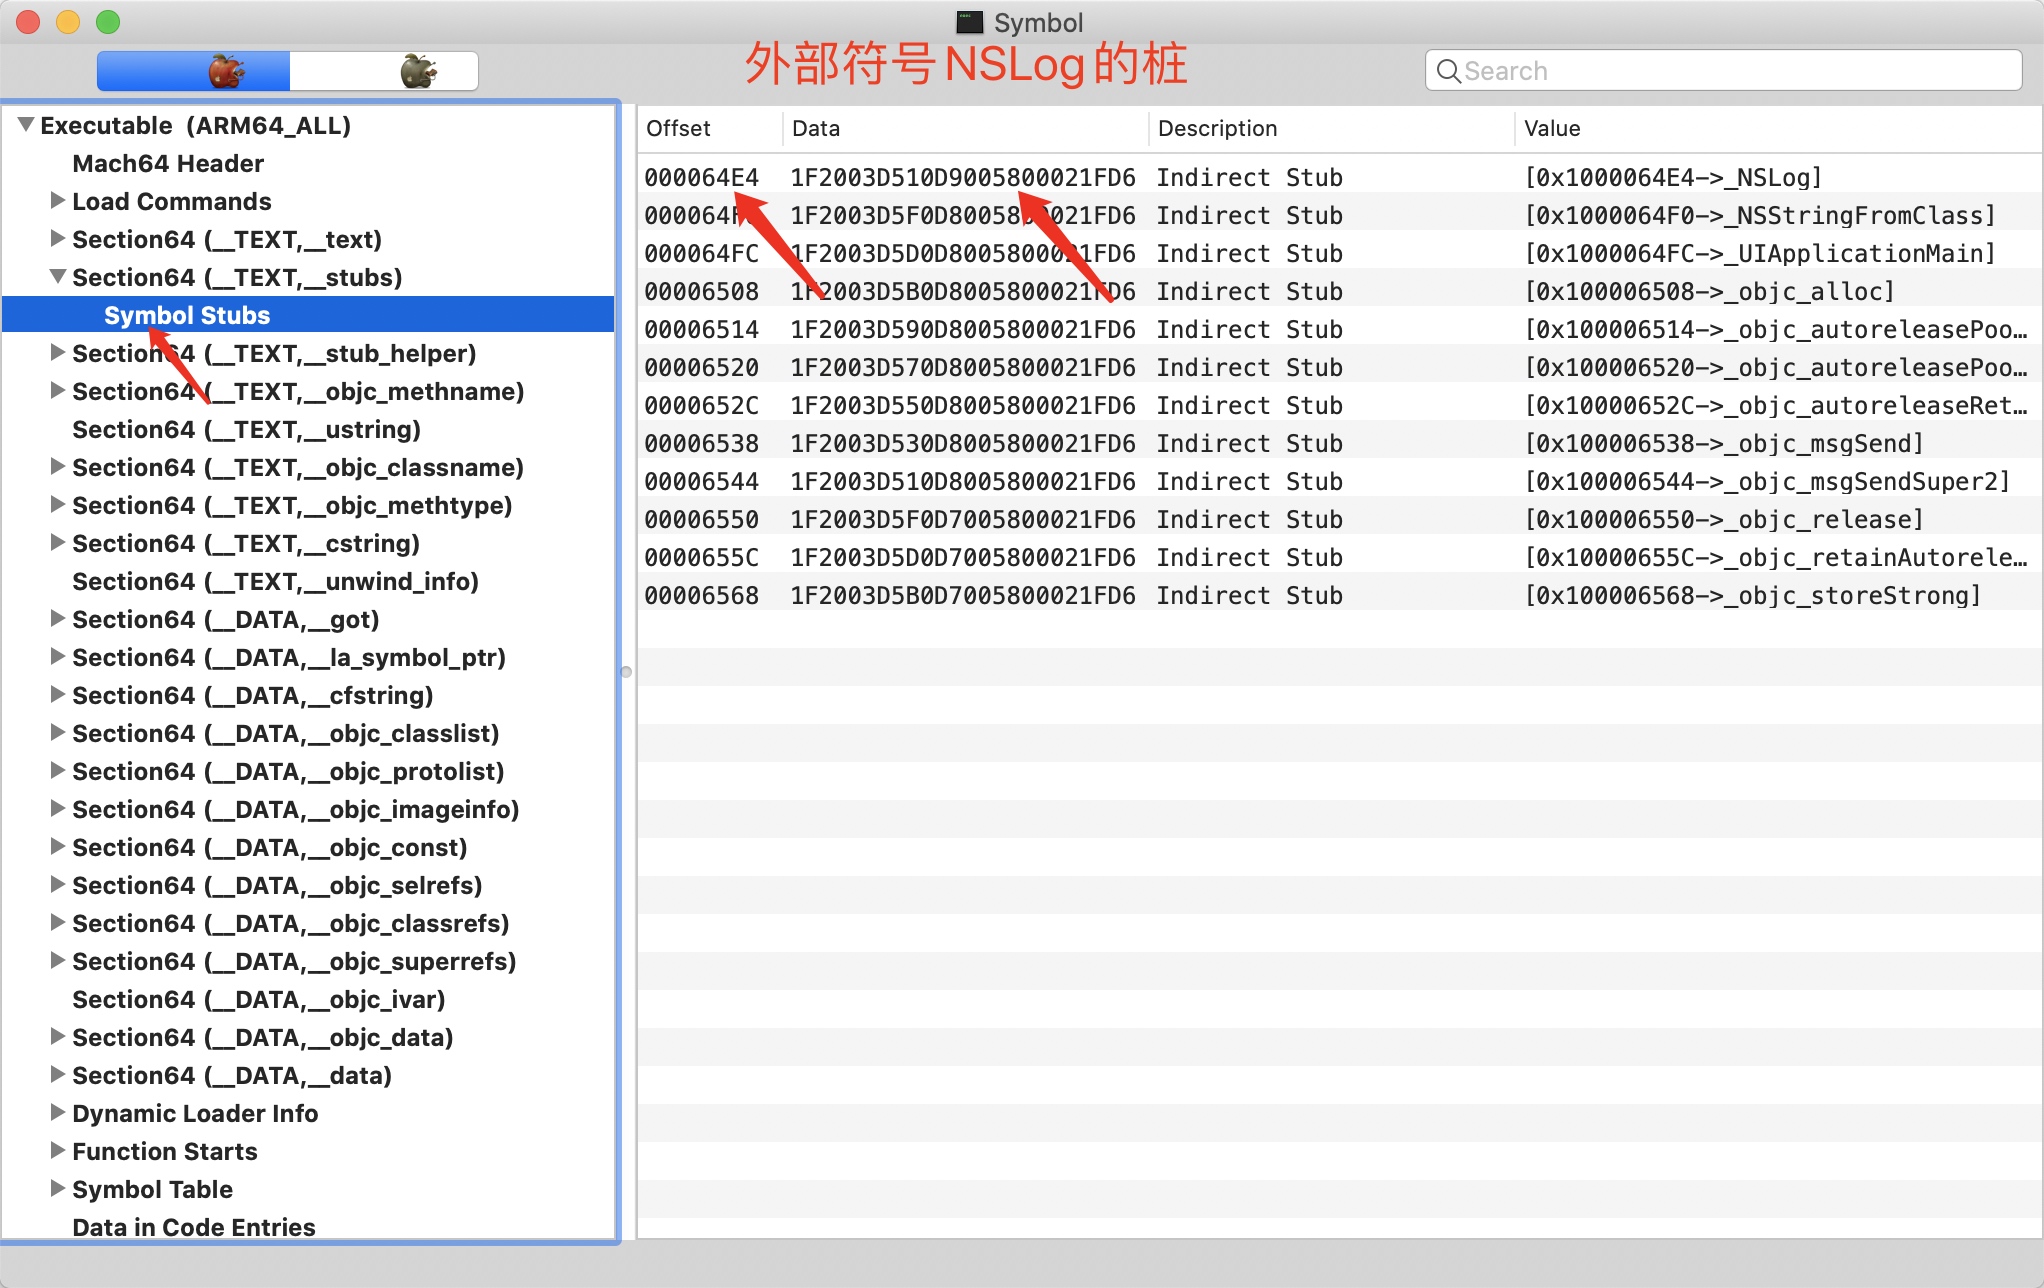 Symbol
外部符号NSLog的桩
Search
Executable (ARM64_ALL)
Mach64 Header
Load Commands
Section64 (__TEXT,__text)
Section64 (__TEXT,__stubs)
Symbol Stubs
Section64 (__TEXT,__stub_helper)
Section64 (__TEXT,__objc_methname)
Section64 (__TEXT,__ustring)
Section64 (__TEXT,__objc_classname)
Section64 (__TEXT,__objc_methtype)
Section64 (__TEXT,__cstring)
Section64 (__TEXT,__unwind_info)
Section64 (__DATA,__got)
Section64 (__DATA,__la_symbol_ptr)
Section64 (__DATA,__cfstring)
Section64 (__DATA,__objc_classlist)
Section64 (__DATA,__objc_protolist)
Section64 (__DATA,__objc_imageinfo)
Section64 (__DATA,__objc_const)
Section64 (__DATA,__objc_selrefs)
Section64 (__DATA,__objc_classrefs)
Section64 (__DATA,__objc_superrefs)
Section64 (__DATA,__objc_ivar)
Section64 (__DATA,__objc_data)
Section64 (__DATA,__data)
Dynamic Loader Info
Function Starts
Symbol Table
Data in Code Entries
Offset Data Description Value
000064E4 1F2003D510D9005800021FD6 Indirect Stub [0x1000064E4->_NSLog]
1F2003D5F0D8005800021FD6 Indirect Stub [0x1000064F0->_NSStringFromClass]
000064FC 1F2003D5D0D8005800021FD6 Indirect Stub [0x1000064FC->_UIApplicationMain]
00006508 1F2003D5B0D8005800021FD6 Indirect Stub [0x100006508->_objc_alloc]
00006514 1F2003D590D8005800021FD6 Indirect Stub [0x100006514->_objc_autoreleasePoo…
00006520 1F2003D570D8005800021FD6 Indirect Stub [0x100006520->_objc_autoreleasePoo…
0000652C 1F2003D550D8005800021FD6 Indirect Stub [0x10000652C->_objc_autoreleaseRet…
00006538 1F2003D530D8005800021FD6 Indirect Stub [0x100006538->_objc_msgSend]
00006544 1F2003D510D8005800021FD6 Indirect Stub [0x100006544->_objc_msgSendSuper2]
00006550 1F2003D5F0D7005800021FD6 Indirect Stub [0x100006550->_objc_release]
0000655C 1F2003D5D0D7005800021FD6 Indirect Stub [0x10000655C->_objc_retainAutorele…
00006568 1F2003D5B0D7005800021FD6 Indirect Stub [0x100006568->_objc_storeStrong]